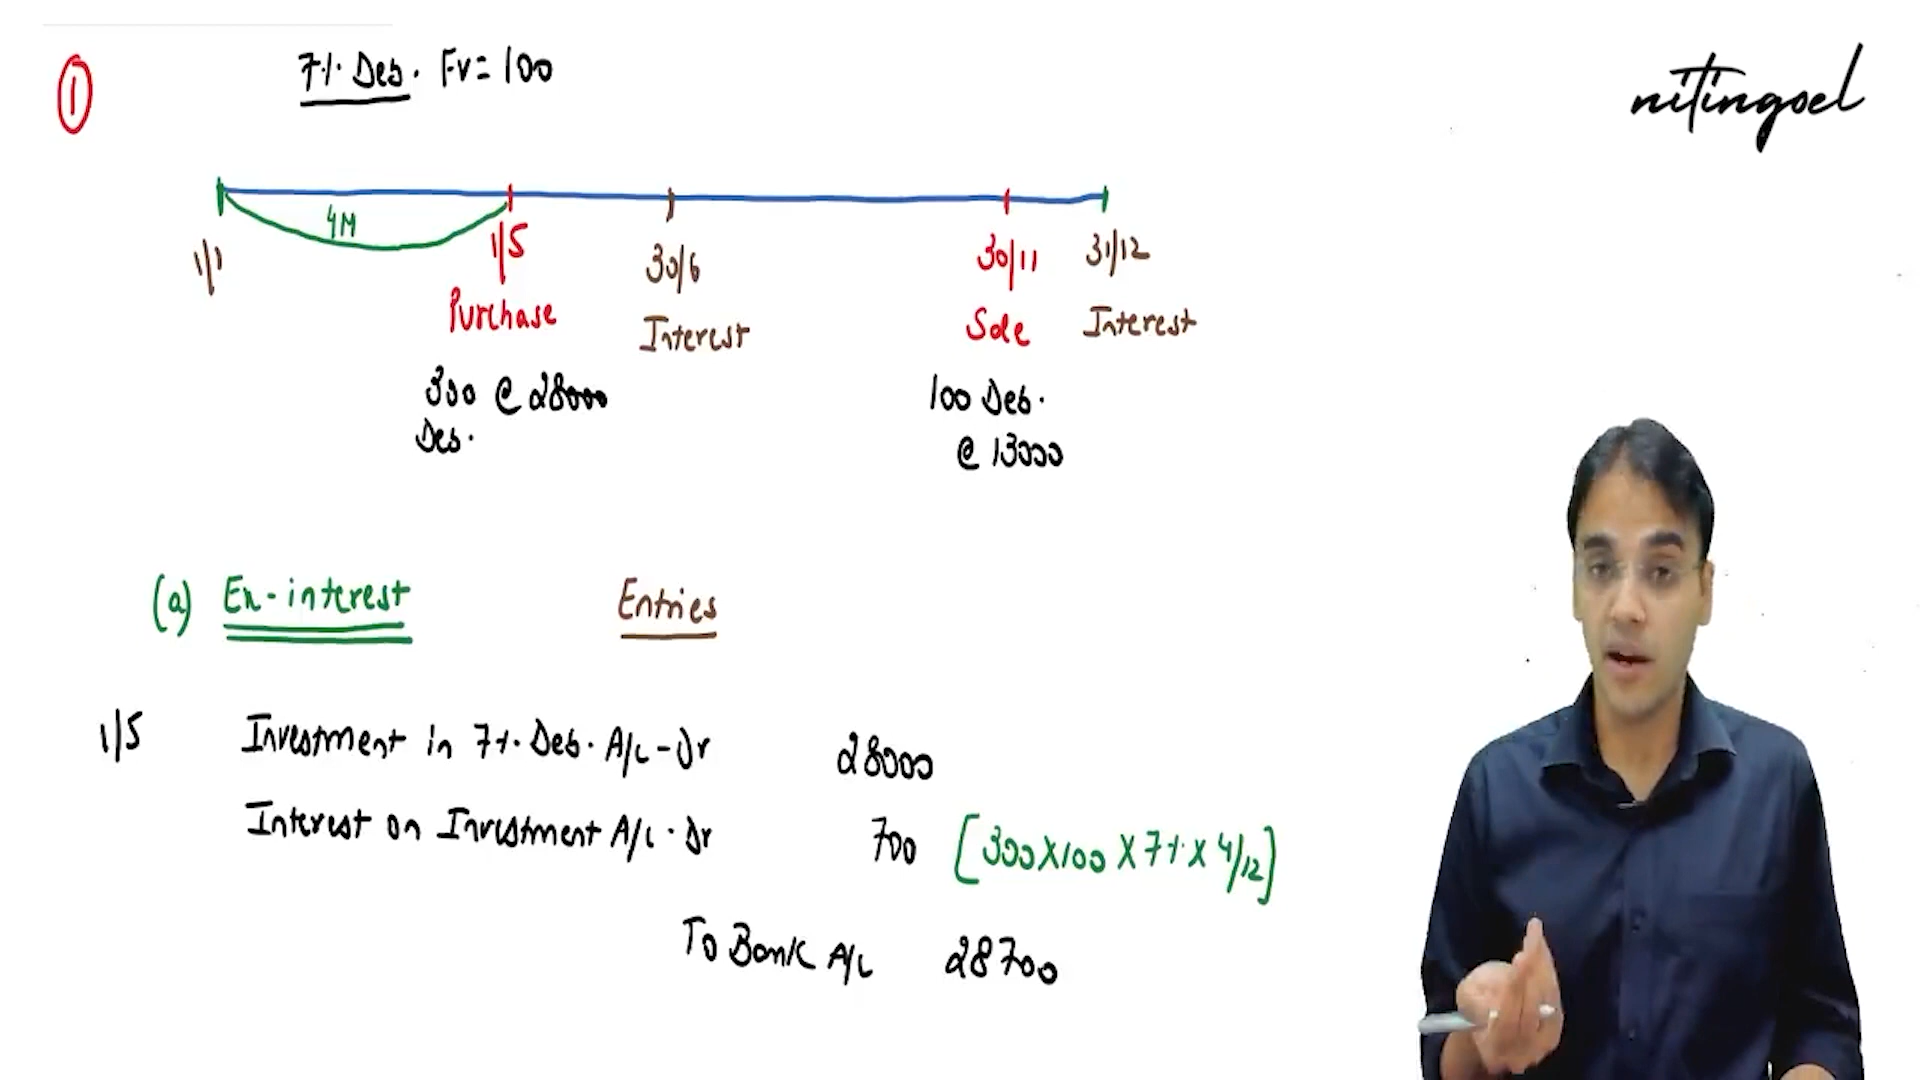 ① 7% Deb. FV = 100
nitingoel
4M
1/1 1/5 30/6 30/11 31/12
Purchase Interest Sale Interest
300 @ 28000 100 Deb.
Deb. @ 13000
(a) Ex-interest Entries
1/5 Investment in 7% Deb. A/c - Dr 28000
Interest on Investment A/c - Dr 700 [300 X 100 X 7% X 4/12]
To Bank A/c 28700